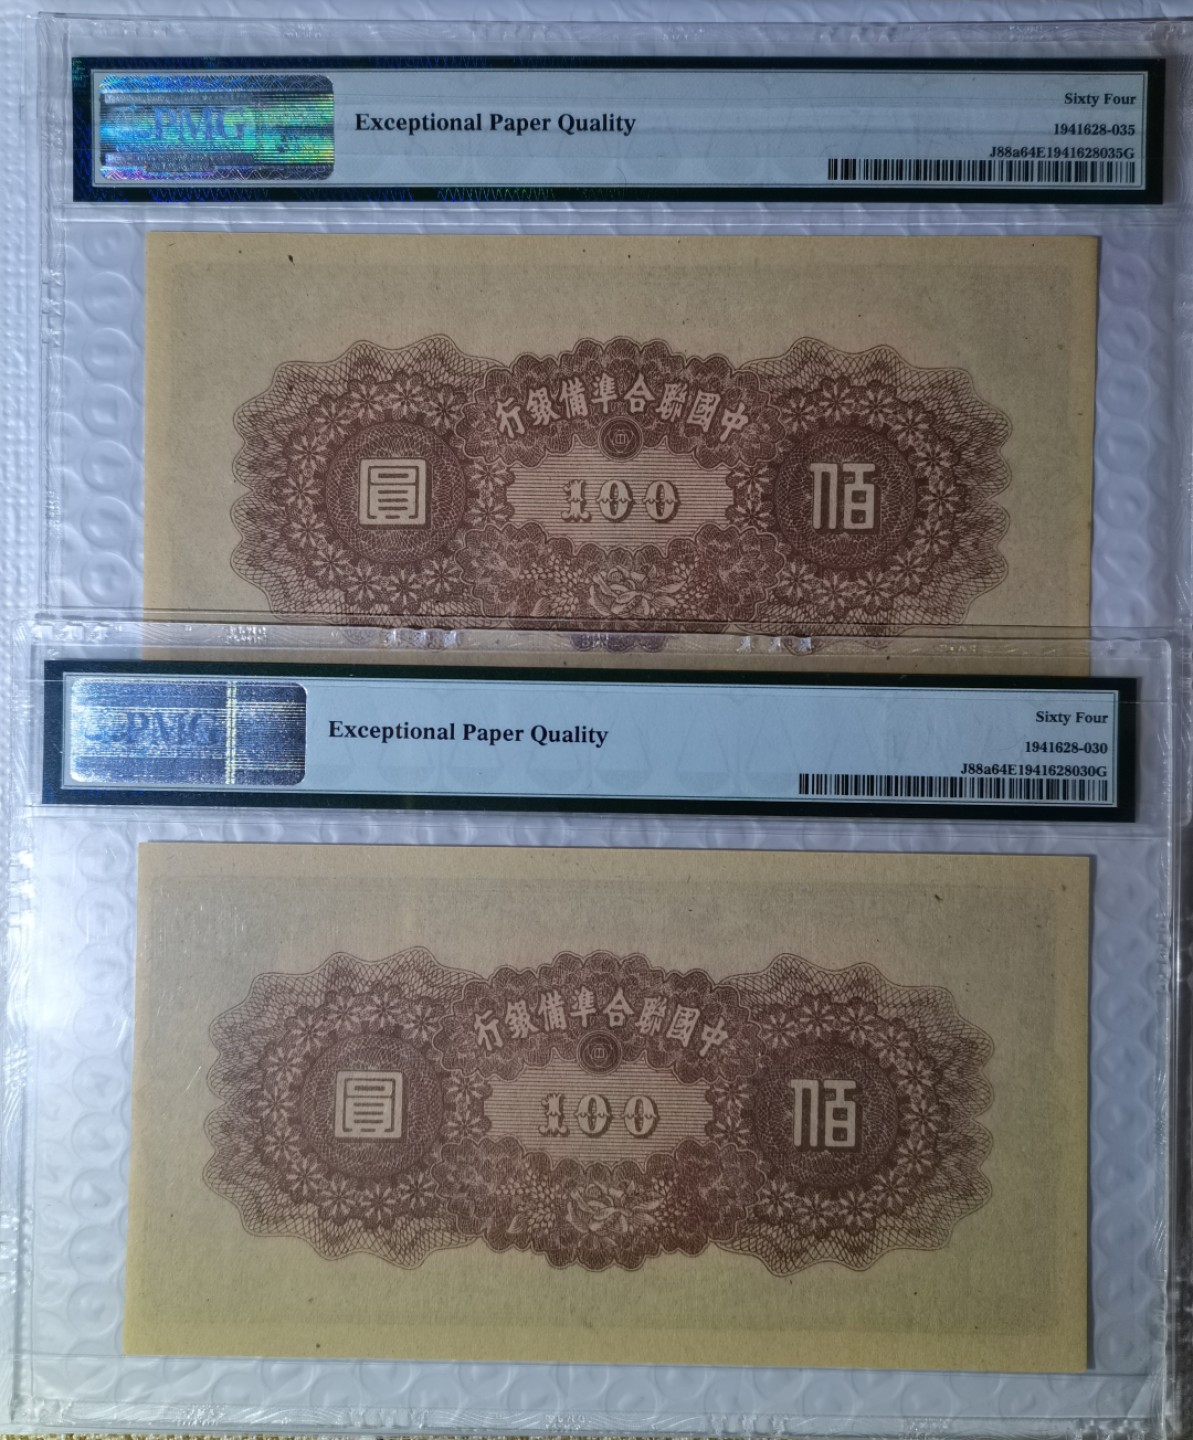 PMG
Exceptional Paper Quality
Sixty Four
1941628-035
J88a64E1941628035G
行銀備準合聯國中
圓
100
佰
PMG
Exceptional Paper Quality
Sixty Four
1941628-030
J88a64E1941628030G
行銀備準合聯國中
圓
100
佰